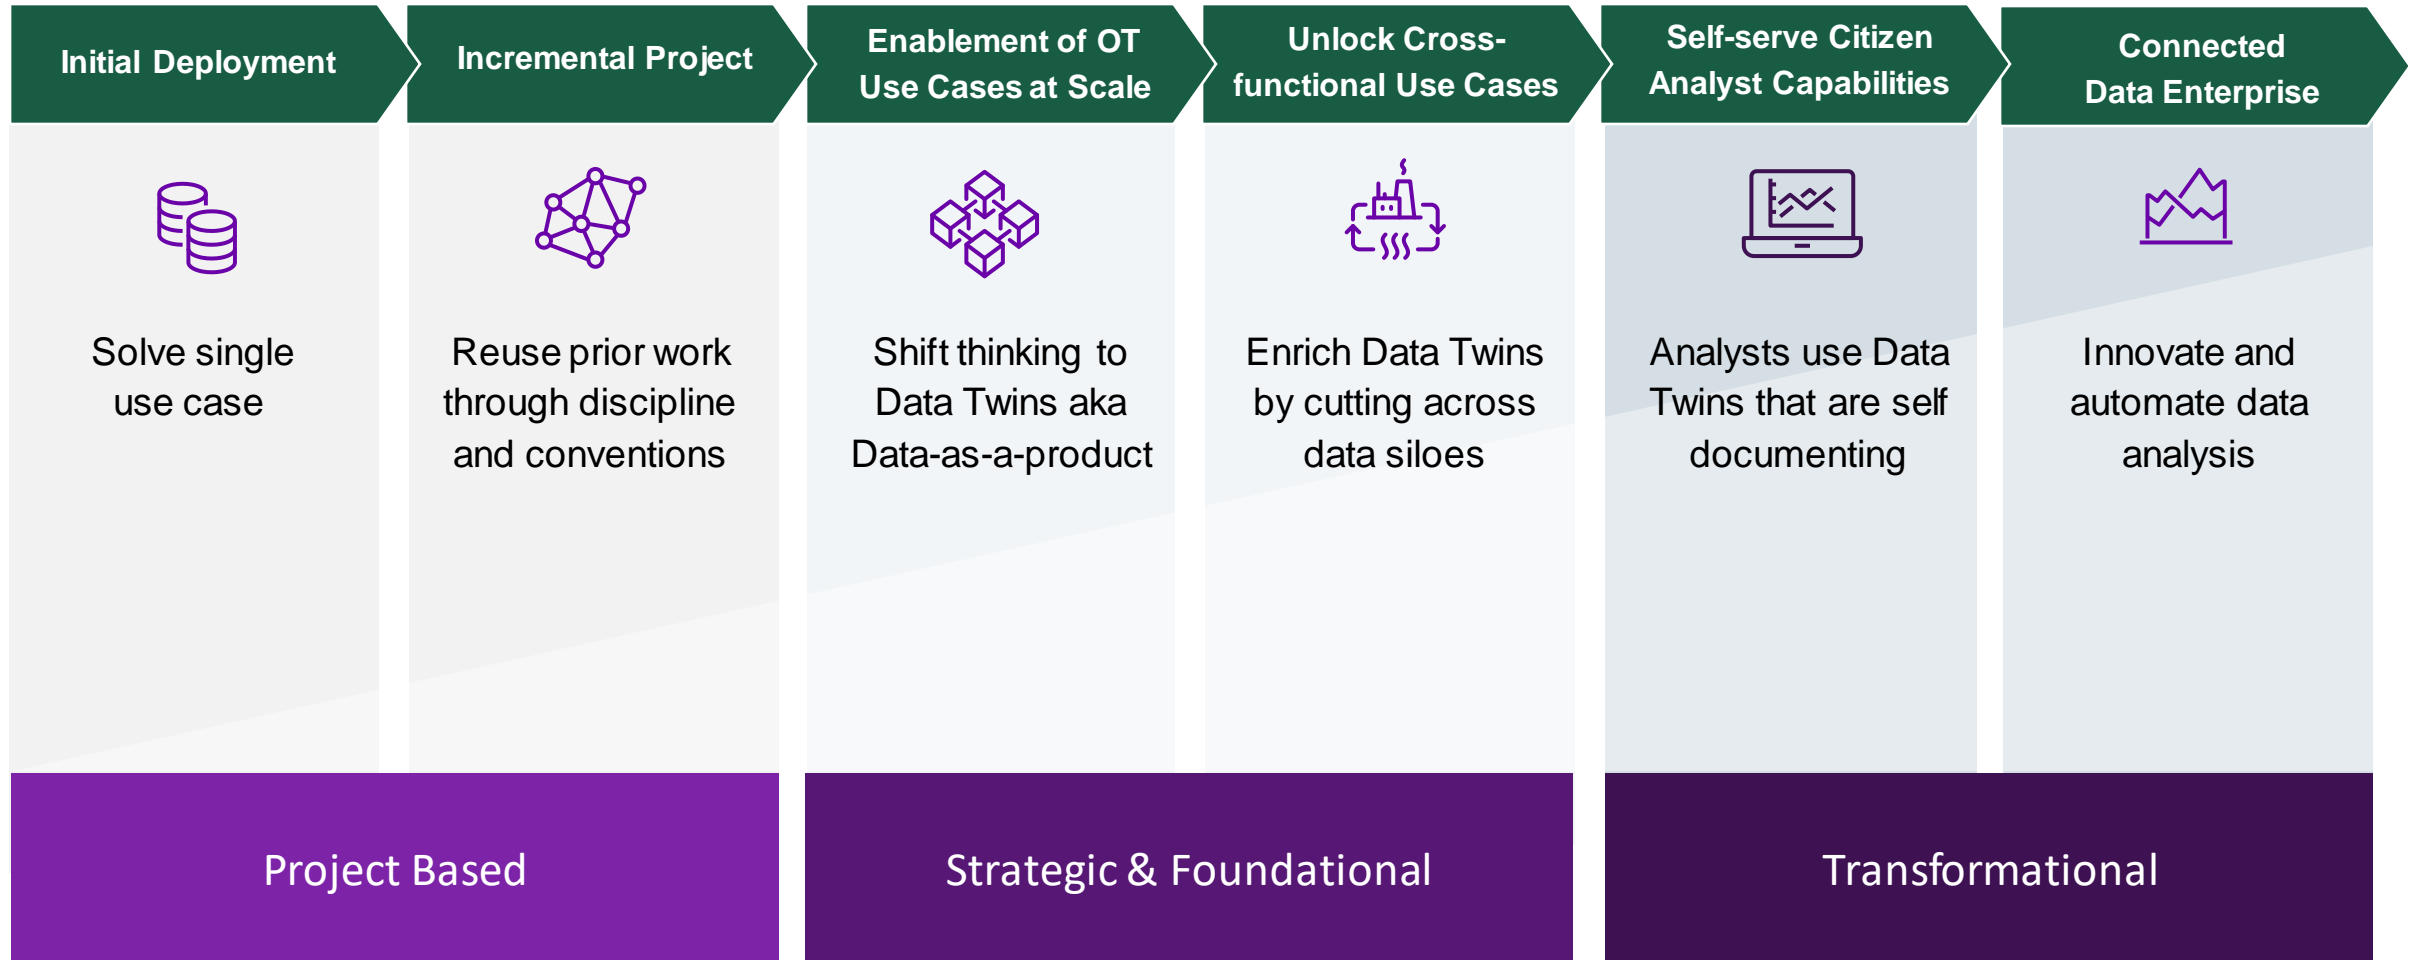 Initial Deployment
Incremental Project
Enablement of OT
Use Cases at Scale
Unlock Cross-
functional Use Cases
Self-serve Citizen
Analyst Capabilities
Connected
Data Enterprise
Solve single
use case
Reuse prior work
through discipline
and conventions
Shift thinking to
Data Twins aka
Data-as-a-product
Enrich Data Twins
by cutting across
data siloes
Analysts use Data
Twins that are self
documenting
Innovate and
automate data
analysis
Project Based
Strategic & Foundational
Transformational